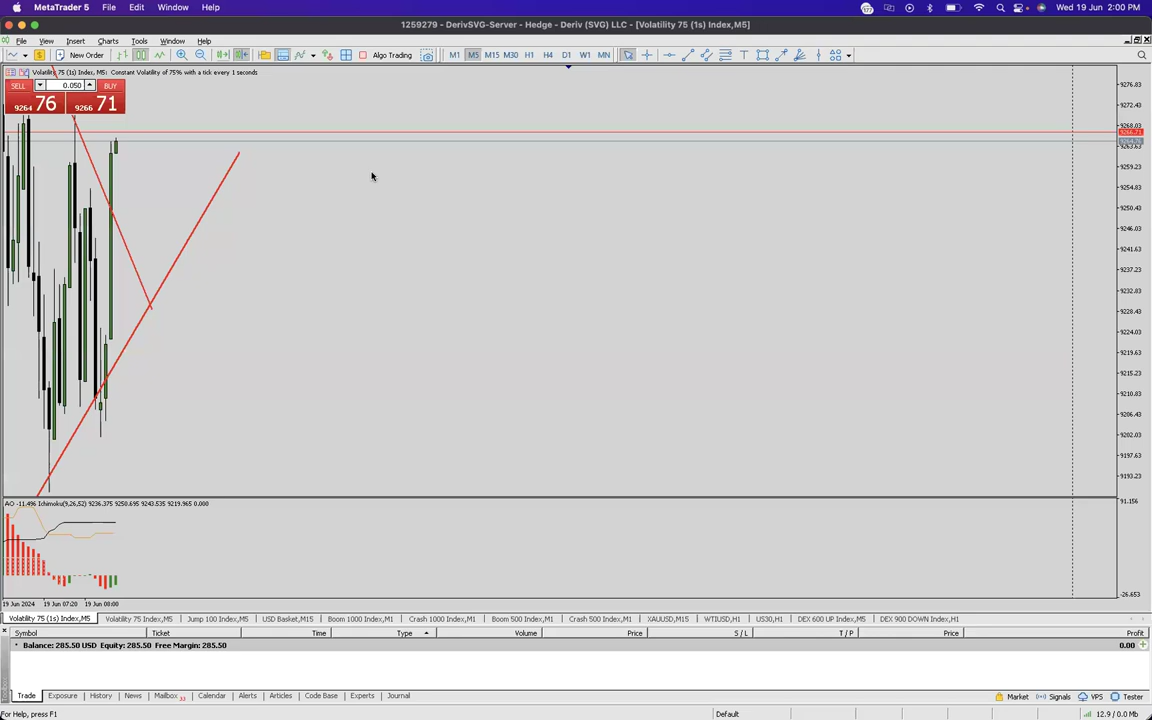 MetaTrader 5 File Edit Window Help 177 Wed 19 Jun 2:00 PM
1259279 - DerivSVG-Server - Hedge - Deriv (SVG) LLC - [Volatility 75 (1s) Index,M5]
File View Insert Charts Tools Window Help
$ New Order Algo Trading M1 M5 M15 M30 H1 H4 D1 W1 MN T
Volatility 75 (1s) Index, M5: Constant Volatility of 75% with a tick every 1 seconds
SELL 0.050 BUY
9264 76 9266 71
9276.83
9272.43
9268.03
9266.71
9263.63
9259.23
9254.83
9250.43
9246.03
9241.63
9237.23
9232.83
9228.43
9224.03
9219.63
9215.23
9210.83
9206.43
9202.03
9197.63
9193.23
AO -11.496 Ichimoku(9,26,52) 9236.375 9250.695 9243.535 9219.965 0.000
91.156
-26.653
19 Jun 2024 19 Jun 07:20 19 Jun 08:00
Volatility 75 (1s) Index,M5 Volatility 75 Index,M5 Jump 100 Index,M5 USD Basket,M15 Boom 1000 Index,M1 Crash 1000 Index,M1 Boom 500 Index,M1 Crash 500 Index,M1 XAUUSD,M15 WTIUSD,H1 US30,H1 DEX 600 UP Index,M5 DEX 900 DOWN Index,H1
Symbol Ticket Time Type Volume Price S / L T / P Price Profit
Balance: 285.50 USD Equity: 285.50 Free Margin: 285.50 0.00
Trade Exposure History News Mailbox Calendar Alerts Articles Code Base Experts Journal Market Signals VPS Tester
For Help, press F1 Default 12.9 / 0.0 Mb